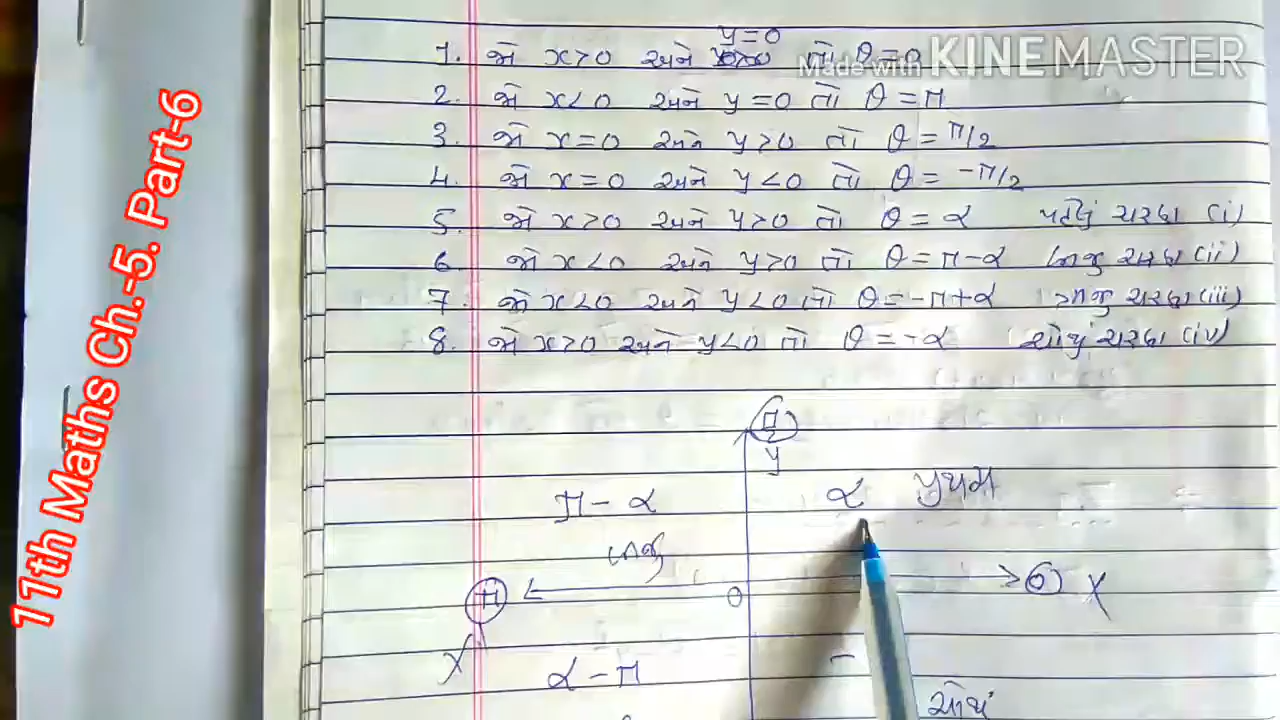 11th Maths Ch.-5. Part-6
Made with KINEMASTER
y=0
1. જો x>0 અને તો θ=0
2. જો x<0 અને y=0 તો θ=π
3. જો x=0 અને y>0 તો θ=π/2
4. જો x=0 અને y<0 તો θ=-π/2
5. જો x>0 અને y>0 તો θ=α પહેલું ચરણ (i)
6. જો x<0 અને y>0 તો θ=π-α બીજુ ચરણ (ii)
7. જો x<0 અને y<0 તો θ=-π+α ત્રીજુ ચરણ (iii)
8. જો x>0 અને y<0 તો θ=-α ચોથું ચરણ (iv)
π/2
y
π-α α પ્રથમ
બીજુ
π O 0 X
X
α-π -
ચોથું